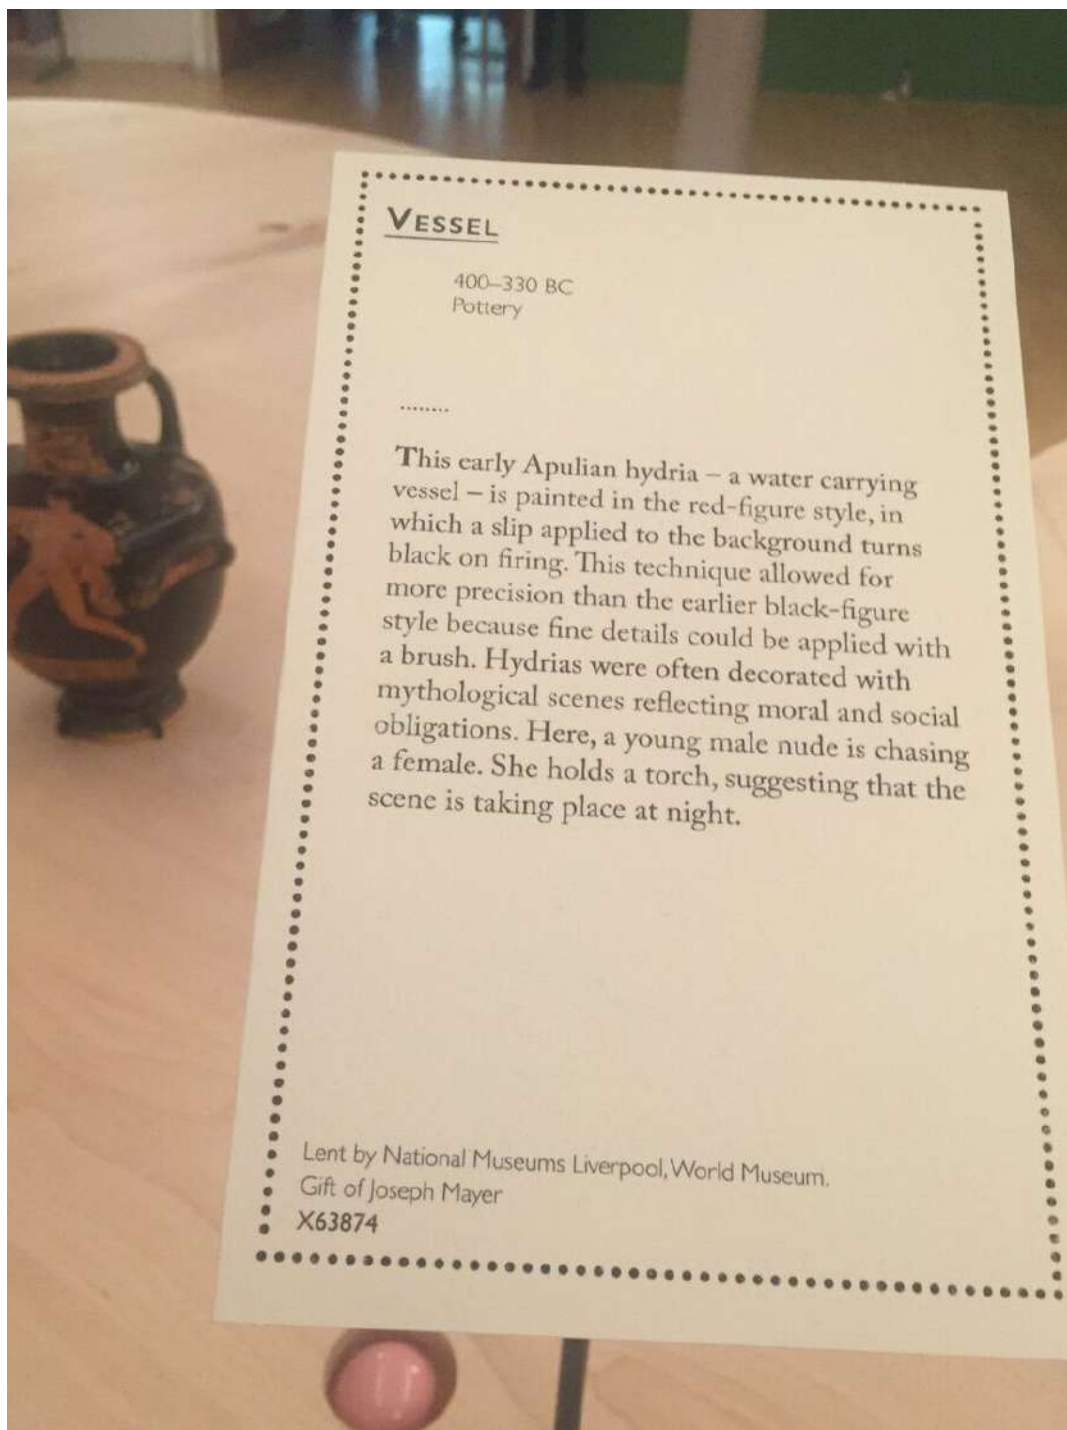 VESSEL
400–330 BC
Pottery
This early Apulian hydria – a water carrying
vessel – is painted in the red-figure style, in
which a slip applied to the background turns
black on firing. This technique allowed for
more precision than the earlier black-figure
style because fine details could be applied with
a brush. Hydrias were often decorated with
mythological scenes reflecting moral and social
obligations. Here, a young male nude is chasing
a female. She holds a torch, suggesting that the
scene is taking place at night.
Lent by National Museums Liverpool, World Museum.
Gift of Joseph Mayer
X63874